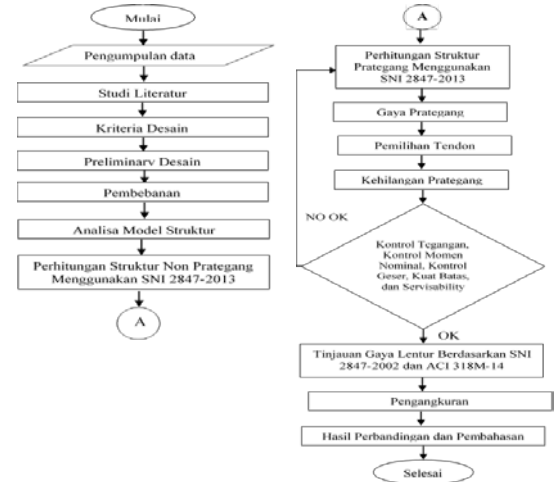 Mulai
Pengumpulan data
Studi Literatur
Kriteria Desain
Preliminary Desain
Pembebanan
Analisa Model Struktur
Perhitungan Struktur Non Prategang
Menggunakan SNI 2847-2013
A
A
Perhitungan Struktur
Prategang Menggunakan
SNI 2847-2013
Gaya Prategang
Pemilihan Tendon
Kehilangan Prategang
NO OK
Kontrol Tegangan,
Kontrol Momen
Nominal, Kontrol
Geser, Kuat Batas,
dan Servisability
OK
Tinjauan Gaya Lentur Berdasarkan SNI
2847-2002 dan ACI 318M-14
Pengangkuran
Hasil Perbandingan dan Pembahasan
Selesai